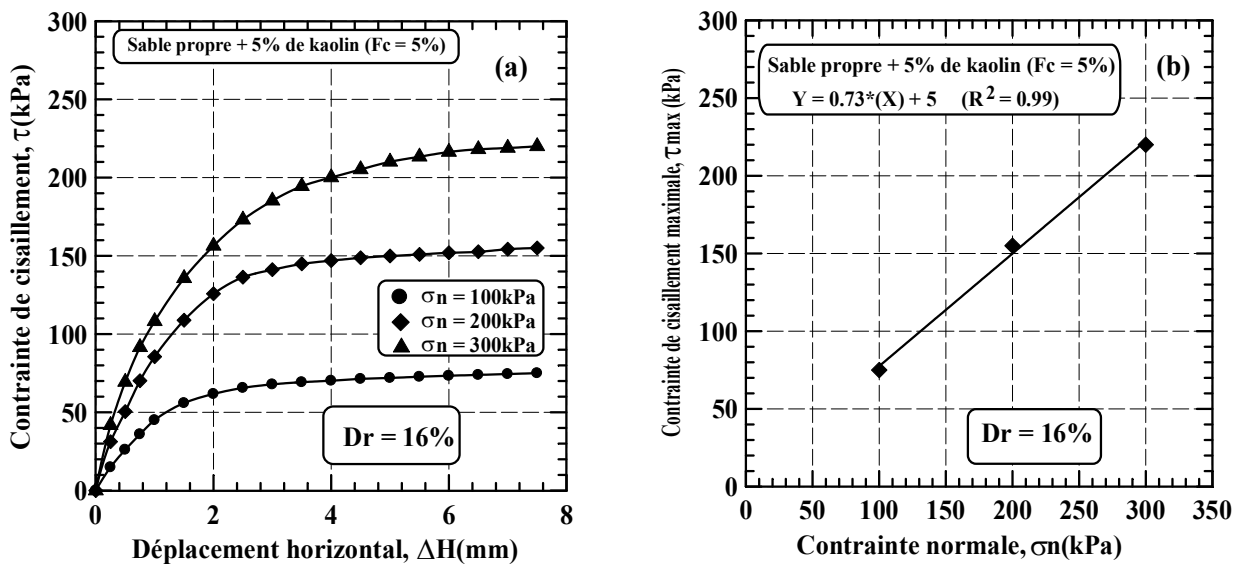 Sable propre + 5% de kaolin (Fc = 5%)
(a)
Contrainte de cisaillement, τ(kPa)
300
250
200
150
100
50
0
σn = 100kPa
σn = 200kPa
σn = 300kPa
Dr = 16%
0 2 4 6 8
Déplacement horizontal, ΔH(mm)
Sable propre + 5% de kaolin (Fc = 5%)
Y = 0.73*(X) + 5 (R² = 0.99)
(b)
Contrainte de cisaillement maximale, τmax (kPa)
300
250
200
150
100
50
0
Dr = 16%
0 50 100 150 200 250 300 350
Contrainte normale, σn(kPa)